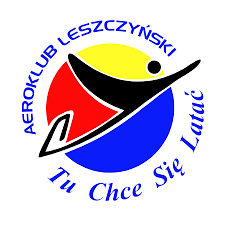 AEROKLUB LESZCZYŃSKI
Tu Chce Się Latać